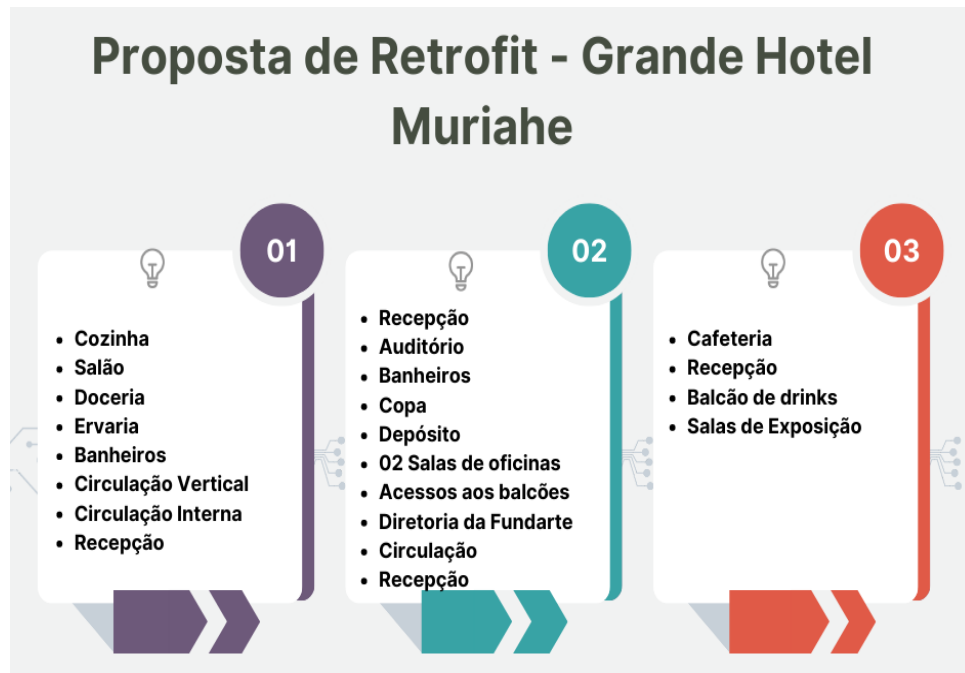 Proposta de Retrofit - Grande Hotel
Muriahe
01
• Cozinha
• Salão
• Doceria
• Ervaria
• Banheiros
• Circulação Vertical
• Circulação Interna
• Recepção
02
• Recepção
• Auditório
• Banheiros
• Copa
• Depósito
• 02 Salas de oficinas
• Acessos aos balcões
• Diretoria da Fundarte
• Circulação
• Recepção
03
• Cafeteria
• Recepção
• Balcão de drinks
• Salas de Exposição